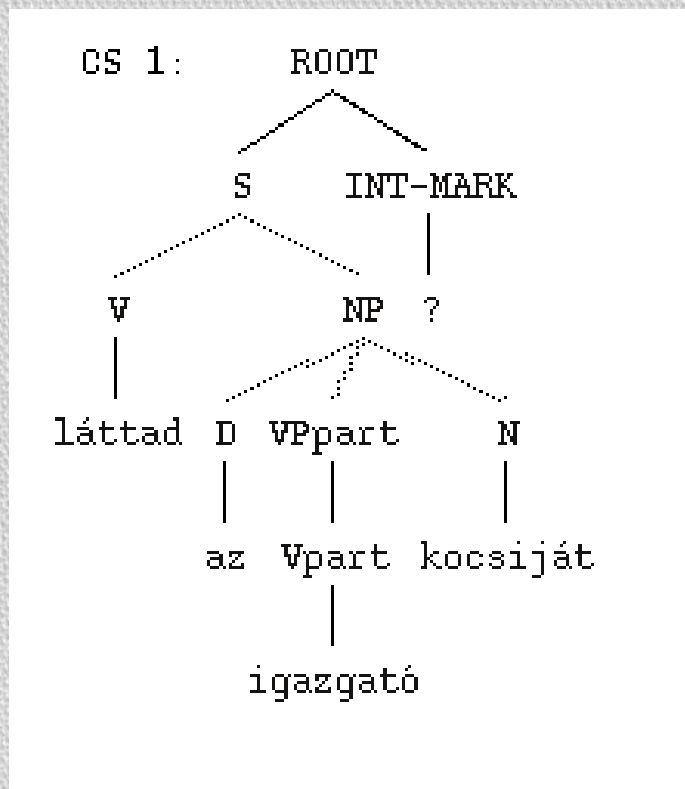 CS 1: ROOT
S INT-MARK
V NP ?
láttad D VPpart N
az Vpart kocsiját
igazgató